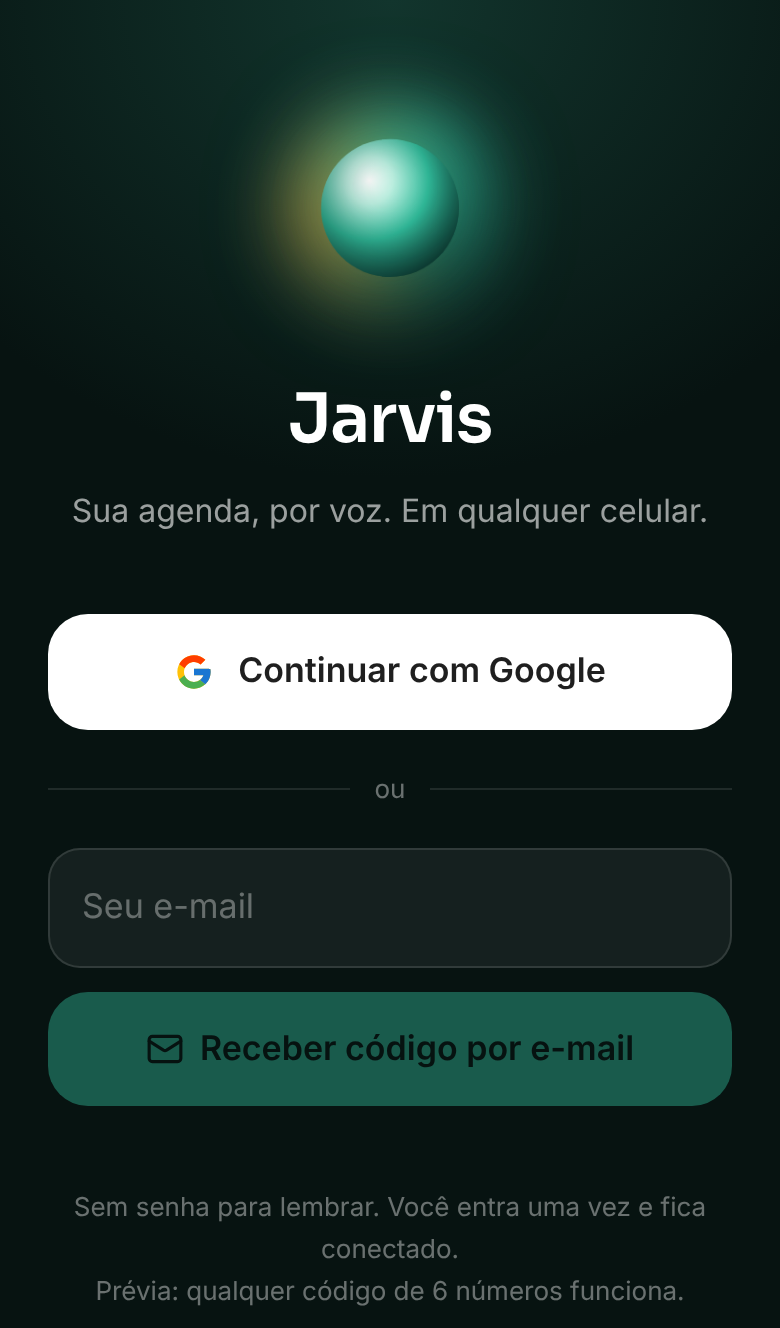 Jarvis
Sua agenda, por voz. Em qualquer celular.
Continuar com Google
ou
Seu e-mail
Receber código por e-mail
Sem senha para lembrar. Você entra uma vez e fica
conectado.
Prévia: qualquer código de 6 números funciona.